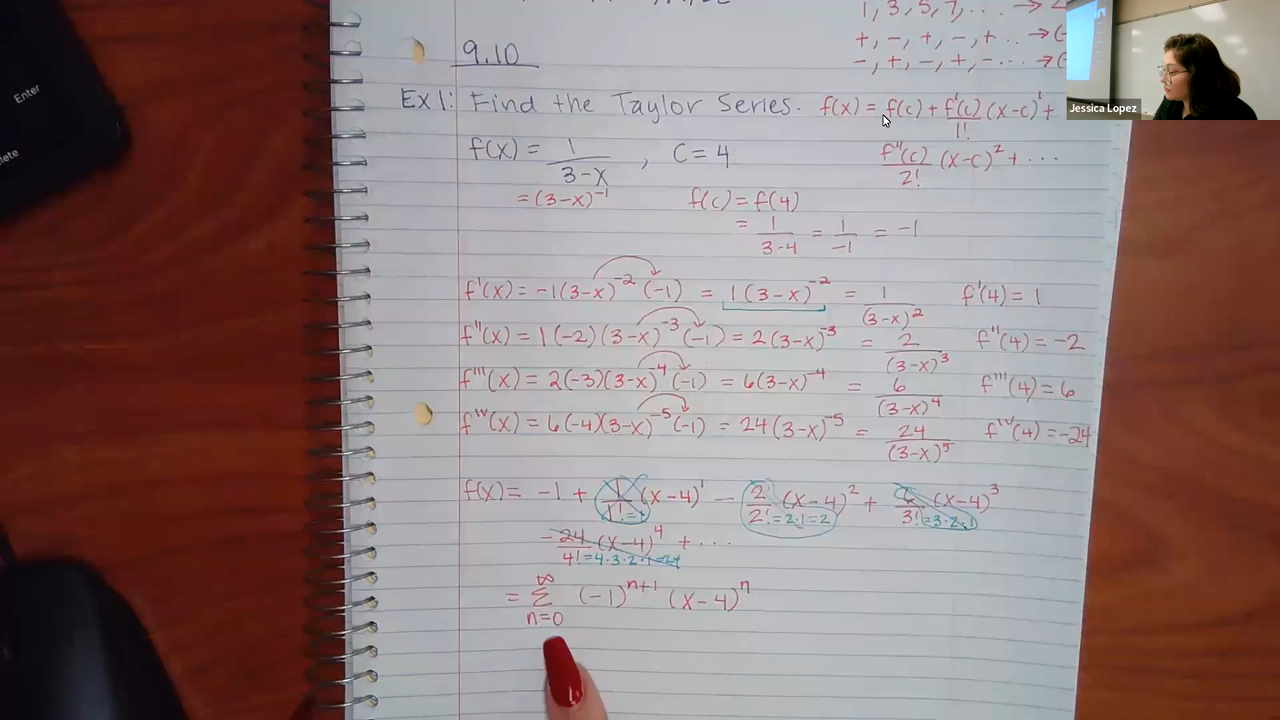 1, 3, 5, 7, ... →
+, -, +, -, + .. → (-
-, +, -, +, - ... → (-
Enter
9.10
Jessica Lopez
Ex 1: Find the Taylor Series. f(x) = f(c) + f'(c)/1! (x-c)¹ +
f''(c)/2! (x-c)² + ...
f(x) = 1/(3-x) , C = 4
= (3-x)⁻¹ f(c) = f(4)
= 1/(3-4) = 1/-1 = -1
f'(x) = -1(3-x)⁻²(-1) = 1(3-x)⁻² = 1/(3-x)² f'(4) = 1
f''(x) = 1(-2)(3-x)⁻³(-1) = 2(3-x)⁻³ = 2/(3-x)³ f''(4) = -2
f'''(x) = 2(-3)(3-x)⁻⁴(-1) = 6(3-x)⁻⁴ = 6/(3-x)⁴ f'''(4) = 6
f'ᵛ(x) = 6(-4)(3-x)⁻⁵(-1) = 24(3-x)⁻⁵ = 24/(3-x)⁵ f'ᵛ(4) = -24
f(x) = -1 + 1/1!=1 (x-4)¹ - 2/2!=2·1=2 (x-4)² + 6/3!=3·2·1 (x-4)³
- 24/4!=4·3·2·1=24 (x-4)⁴ + ...
= ∞ Σ n=0 (-1)ⁿ⁺¹ (x-4)ⁿ